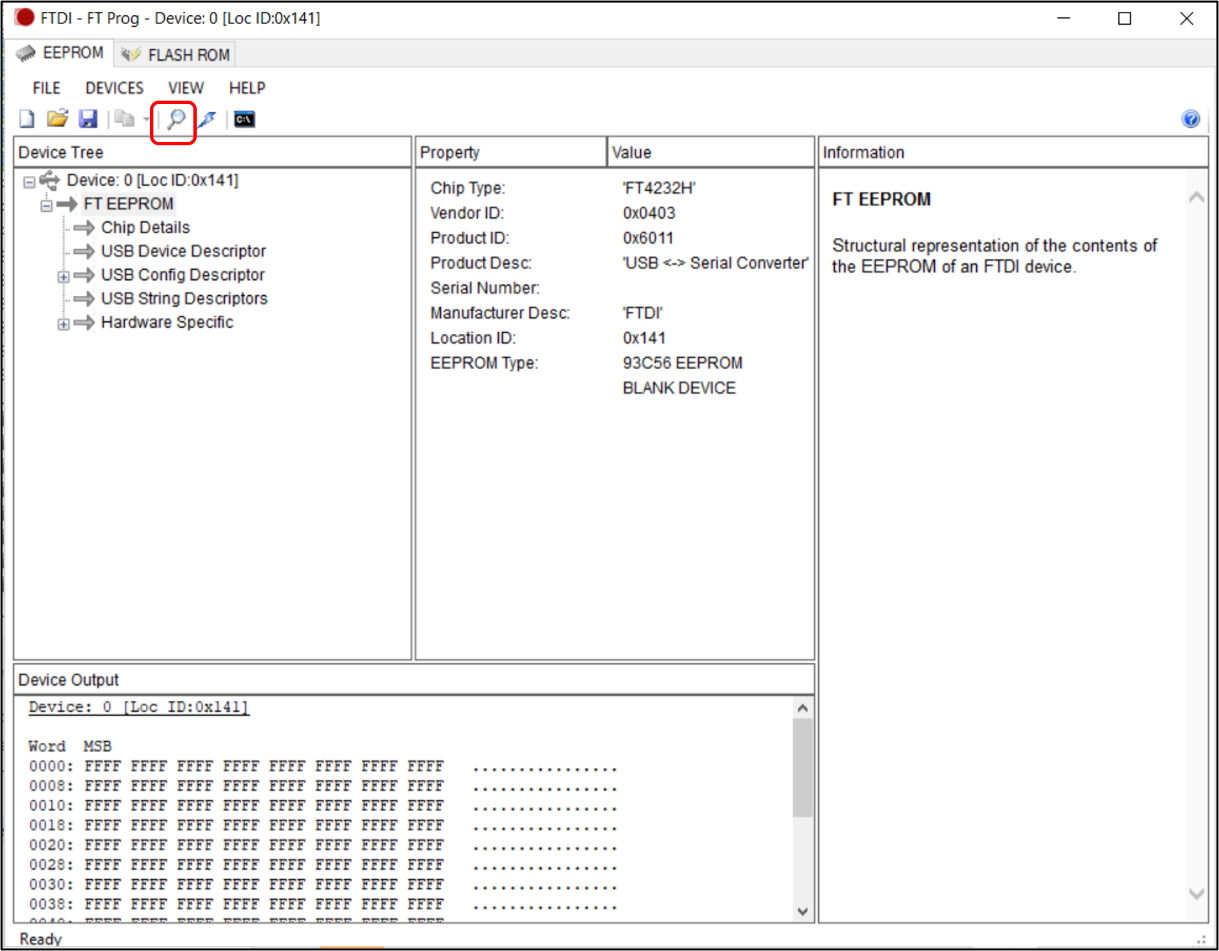 FTDI - FT Prog - Device: 0 [Loc ID:0x141]
EEPROM FLASH ROM
FILE DEVICES VIEW HELP
C:\
Device Tree
Device: 0 [Loc ID:0x141]
FT EEPROM
Chip Details
USB Device Descriptor
USB Config Descriptor
USB String Descriptors
Hardware Specific
Property Value
Chip Type: 'FT4232H'
Vendor ID: 0x0403
Product ID: 0x6011
Product Desc: 'USB <-> Serial Converter'
Serial Number:
Manufacturer Desc: 'FTDI'
Location ID: 0x141
EEPROM Type: 93C56 EEPROM
BLANK DEVICE
Information
FT EEPROM
Structural representation of the contents of
the EEPROM of an FTDI device.
Device Output
Device: 0 [Loc ID:0x141]
Word MSB
0000: FFFF FFFF FFFF FFFF FFFF FFFF FFFF FFFF ................
0008: FFFF FFFF FFFF FFFF FFFF FFFF FFFF FFFF ................
0010: FFFF FFFF FFFF FFFF FFFF FFFF FFFF FFFF ................
0018: FFFF FFFF FFFF FFFF FFFF FFFF FFFF FFFF ................
0020: FFFF FFFF FFFF FFFF FFFF FFFF FFFF FFFF ................
0028: FFFF FFFF FFFF FFFF FFFF FFFF FFFF FFFF ................
0030: FFFF FFFF FFFF FFFF FFFF FFFF FFFF FFFF ................
0038: FFFF FFFF FFFF FFFF FFFF FFFF FFFF FFFF ................
Ready